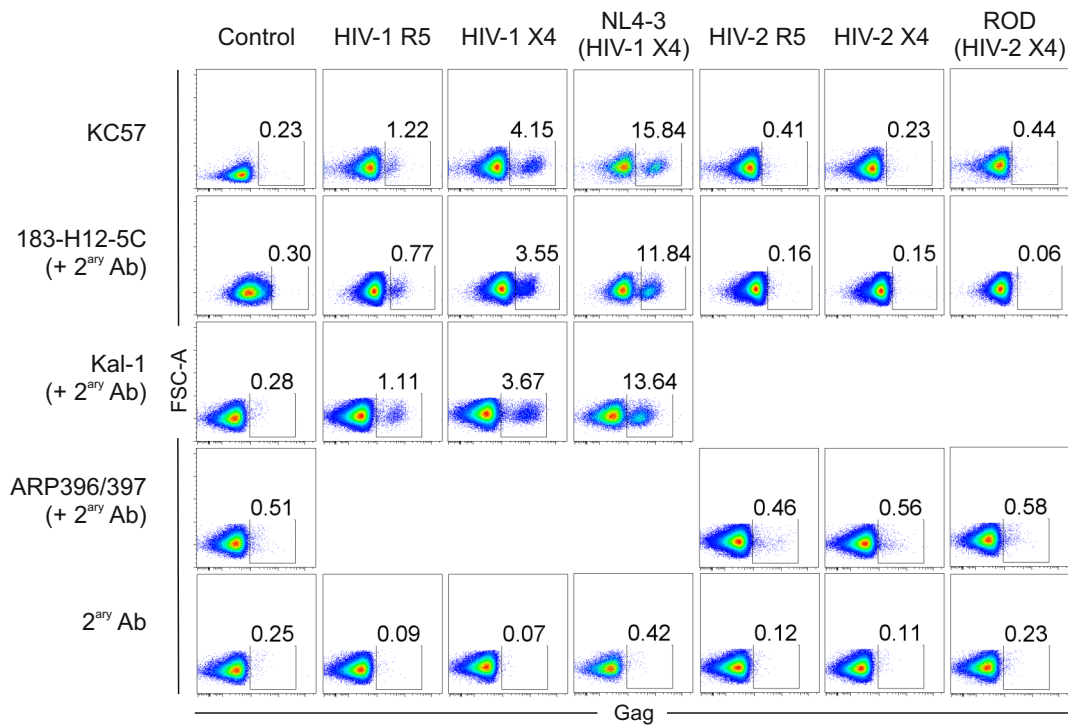 Control HIV-1 R5 HIV-1 X4 NL4-3 (HIV-1 X4) HIV-2 R5 HIV-2 X4 ROD (HIV-2 X4)
KC57 0.23 1.22 4.15 15.84 0.41 0.23 0.44
183-H12-5C (+ 2ary Ab) 0.30 0.77 3.55 11.84 0.16 0.15 0.06
Kal-1 (+ 2ary Ab) 0.28 1.11 3.67 13.64
FSC-A
ARP396/397 (+ 2ary Ab) 0.51 0.46 0.56 0.58
2ary Ab 0.25 0.09 0.07 0.42 0.12 0.11 0.23
Gag